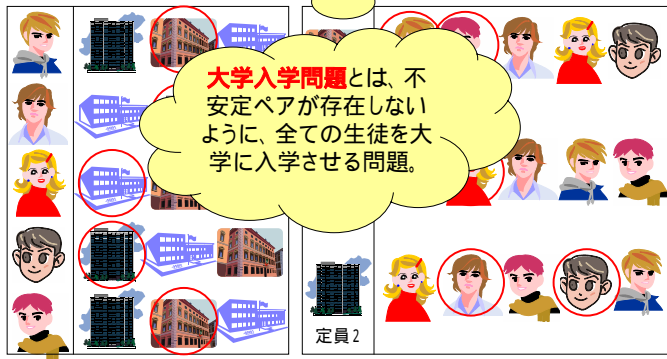 大学入学問題とは、不
安定ペアが存在しない
ように、全ての生徒を大
学に入学させる問題。
定員2